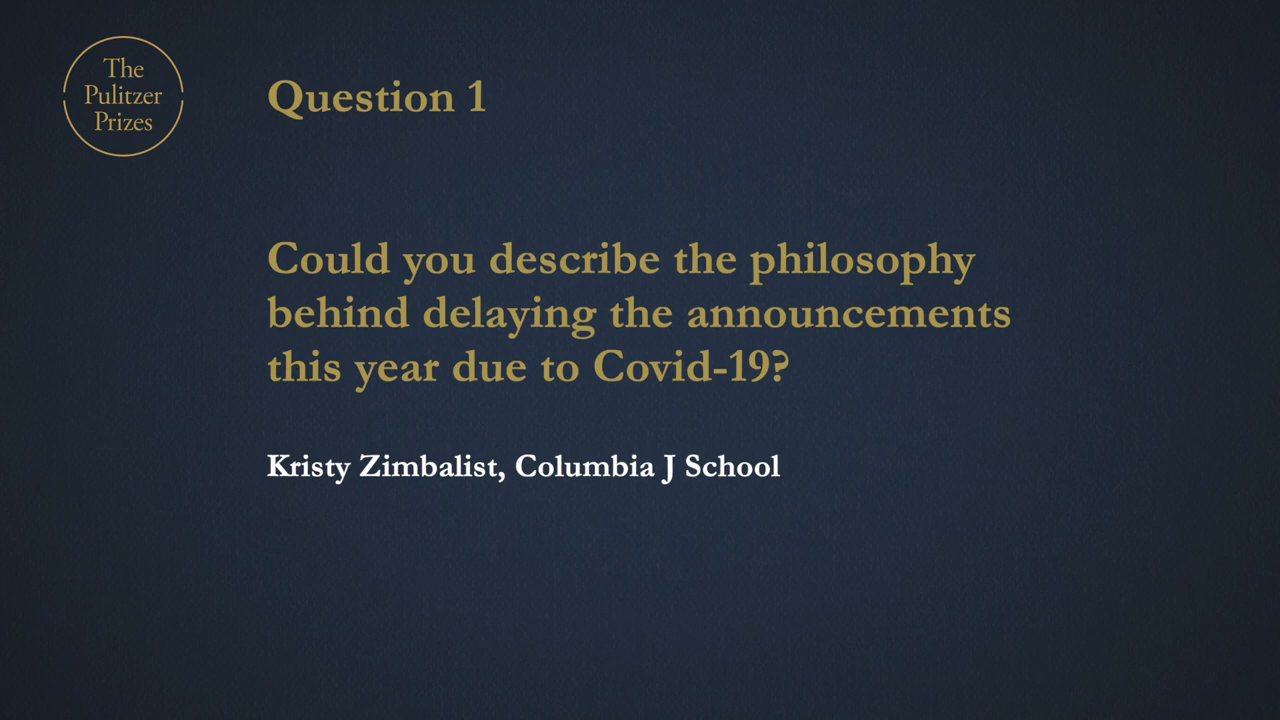 The
Pulitzer
Prizes
Question 1
Could you describe the philosophy
behind delaying the announcements
this year due to Covid-19?
Kristy Zimbalist, Columbia J School